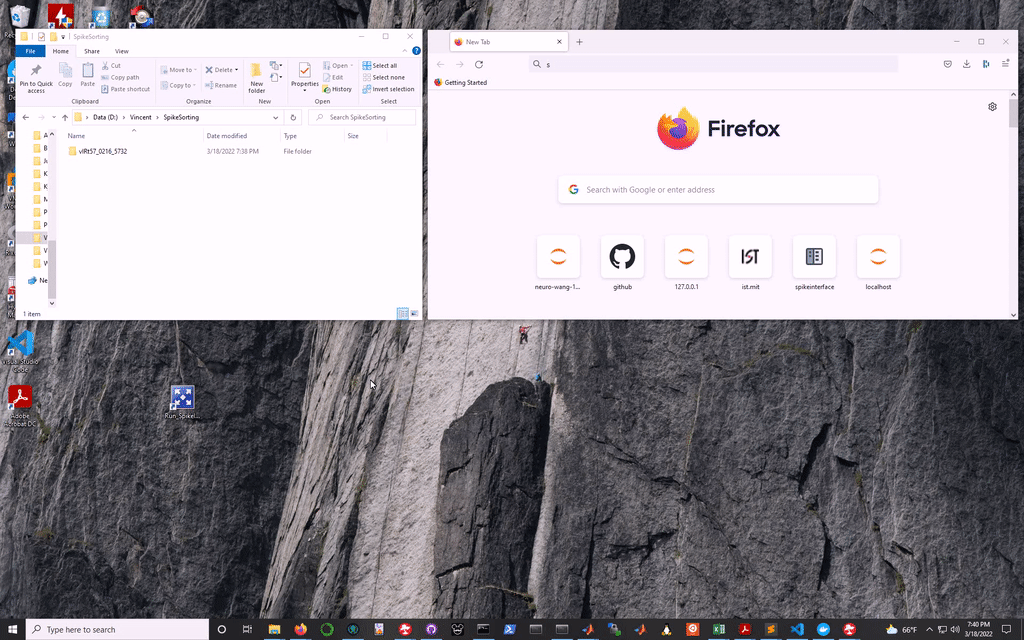 SpikeSorting
File Home Share View
Pin to Quick access
Copy
Paste
Cut
Copy path
Paste shortcut
Clipboard
Move to
Copy to
Delete
Rename
Organize
New folder
New
Properties
Open
Edit
History
Open
Select all
Select none
Invert selection
Select
Data (D:) Vincent SpikeSorting
Search SpikeSorting
Name Date modified Type Size
vIRt57_0216_5732 3/18/2022 7:38 PM File folder
1 item
New Tab
s
Getting Started
Firefox
Search with Google or enter address
neuro-wang-1...
github
127.0.0.1
ist.mit
spikeinterface
localhost
IST
Visual Studio Code
Adobe Acrobat DC
Run_Spikel...
Type here to search
66°F
7:40 PM
3/18/2022